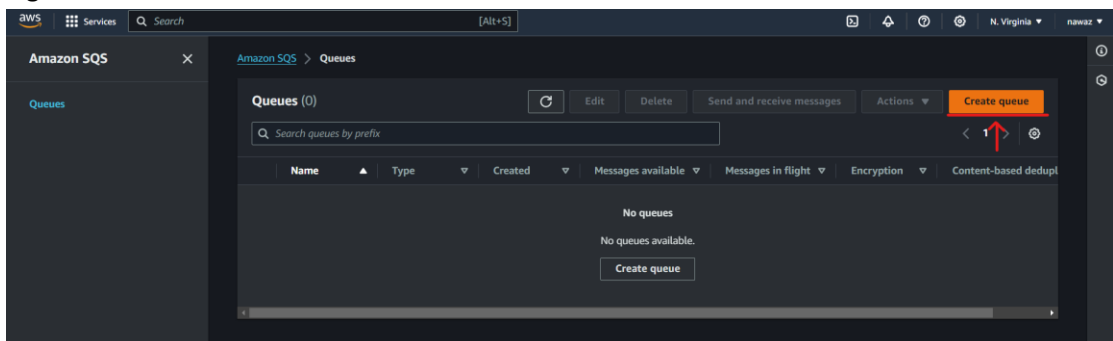 aws Services Search [Alt+S] N. Virginia nawaz
Amazon SQS
Queues
Amazon SQS > Queues
Queues (0) Edit Delete Send and receive messages Actions Create queue
Search queues by prefix
1
Name Type Created Messages available Messages in flight Encryption Content-based dedupl
No queues
No queues available.
Create queue